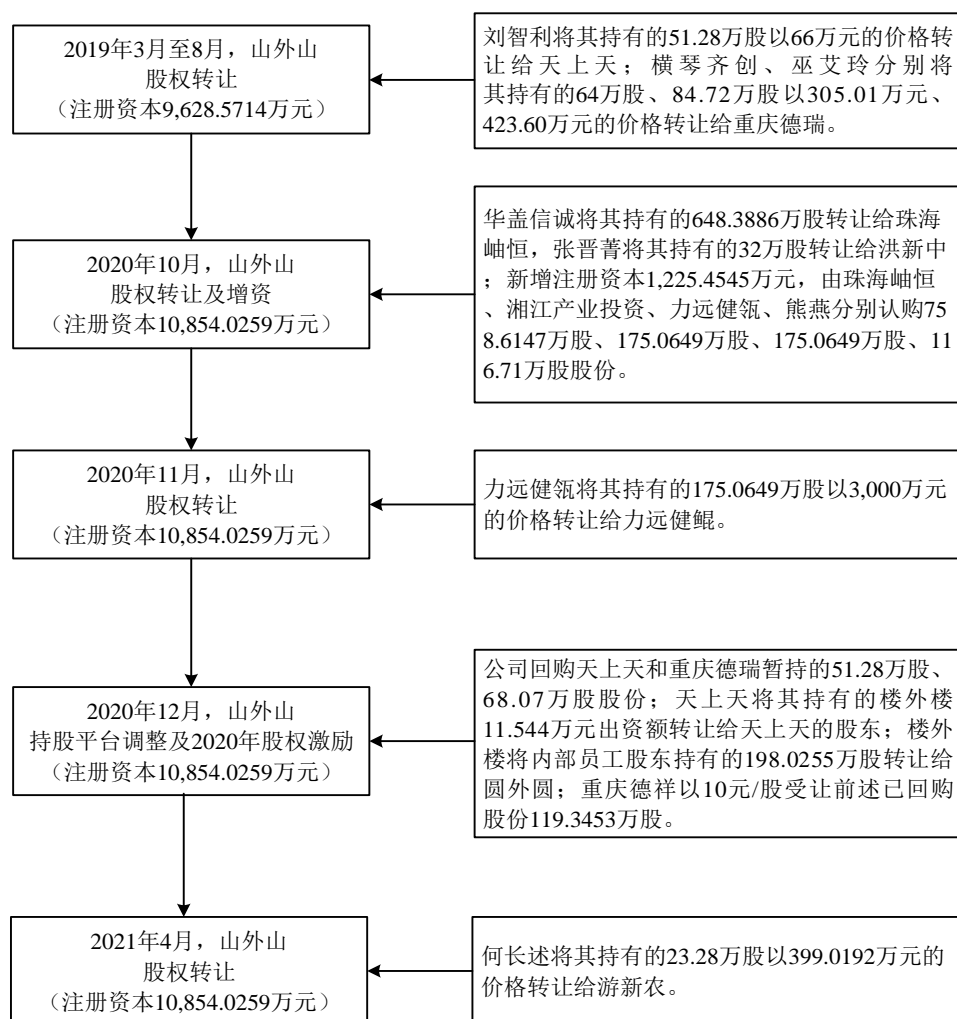 2019年3月至8月，山外山
股权转让
（注册资本9,628.5714万元）
刘智利将其持有的51.28万股以66万元的价格转
让给天上天；横琴齐创、巫艾玲分别将
其持有的64万股、84.72万股以305.01万元、
423.60万元的价格转让给重庆德瑞。
2020年10月，山外山
股权转让及增资
（注册资本10,854.0259万元）
华盖信诚将其持有的648.3886万股转让给珠海
岫恒，张晋菁将其持有的32万股转让给洪新中
；新增注册资本1,225.4545万元，由珠海岫恒
、湘江产业投资、力远健瓴、熊燕分别认购758.6147万股、175.0649万股、175.0649万股、11
6.71万股股份。
2020年11月，山外山
股权转让
（注册资本10,854.0259万元）
力远健瓴将其持有的175.0649万股以3,000万元
的价格转让给力远健鲲。
2020年12月，山外山
持股平台调整及2020年股权激励
（注册资本10,854.0259万元）
公司回购天上天和重庆德瑞暂持的51.28万股、
68.07万股股份；天上天将其持有的楼外楼
11.544万元出资额转让给天上天的股东；楼外
楼将内部员工股东持有的198.0255万股转让给
圆外圆；重庆德祥以10元/股受让前述已回购
股份119.3453万股。
2021年4月，山外山
股权转让
（注册资本10,854.0259万元）
何长述将其持有的23.28万股以399.0192万元的
价格转让给游新农。